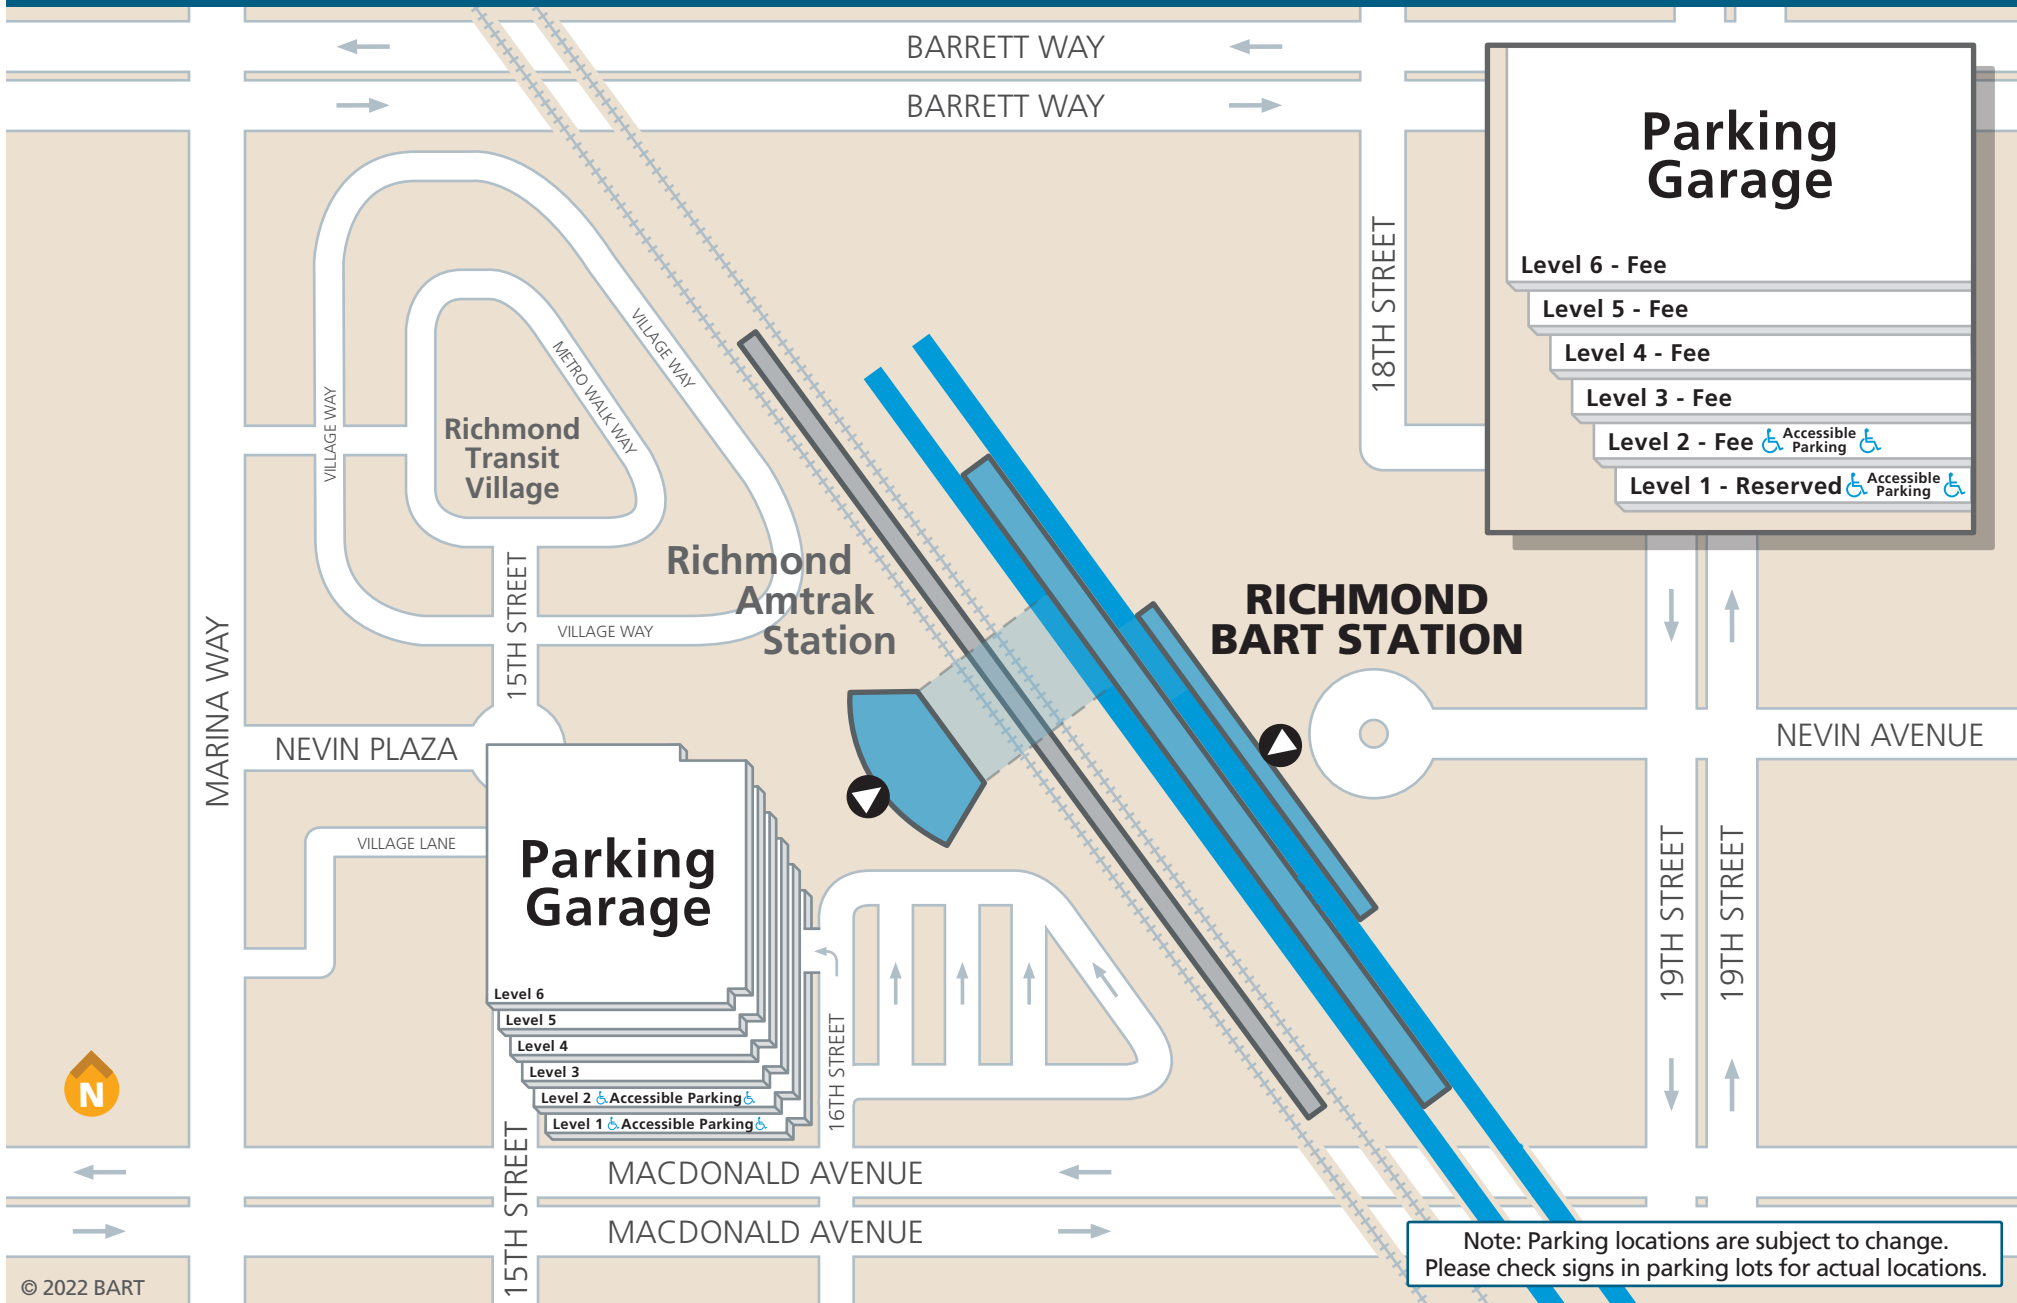 BARRETT WAY
BARRETT WAY
Parking
Garage
Level 6 - Fee
Level 5 - Fee
Level 4 - Fee
Level 3 - Fee
Level 2 - Fee Accessible
Parking
Level 1 - Reserved Accessible
Parking
18TH STREET
VILLAGE WAY
METRO WALK WAY
VILLAGE WAY
Richmond
Transit
Village
15TH STREET
VILLAGE WAY
Richmond
Amtrak
Station
RICHMOND
BART STATION
MARINA WAY
NEVIN PLAZA
NEVIN AVENUE
VILLAGE LANE
Parking
Garage
Level 6
Level 5
Level 4
Level 3
Level 2 Accessible Parking
Level 1 Accessible Parking
16TH STREET
19TH STREET
19TH STREET
N
15TH STREET
MACDONALD AVENUE
MACDONALD AVENUE
Note: Parking locations are subject to change.
Please check signs in parking lots for actual locations.
© 2022 BART